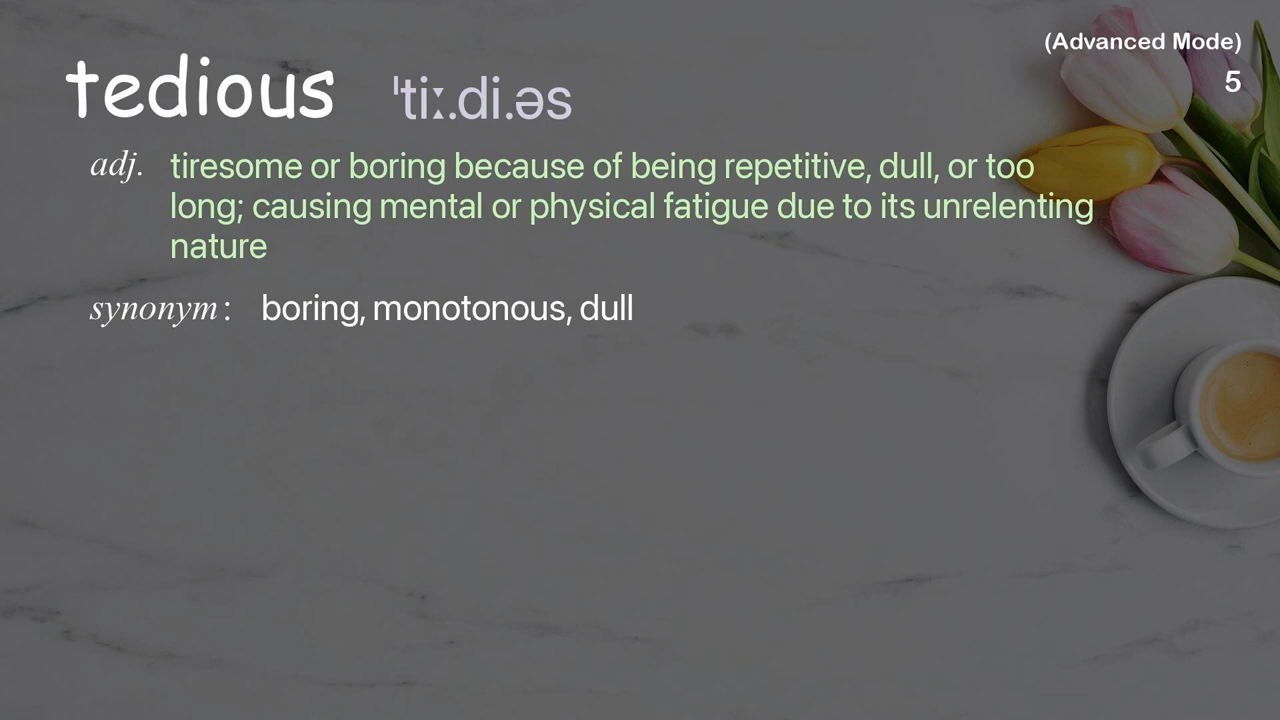 (Advanced Mode)
5
tedious ˈtiː.di.əs
adj. tiresome or boring because of being repetitive, dull, or too
long; causing mental or physical fatigue due to its unrelenting
nature
synonym : boring, monotonous, dull